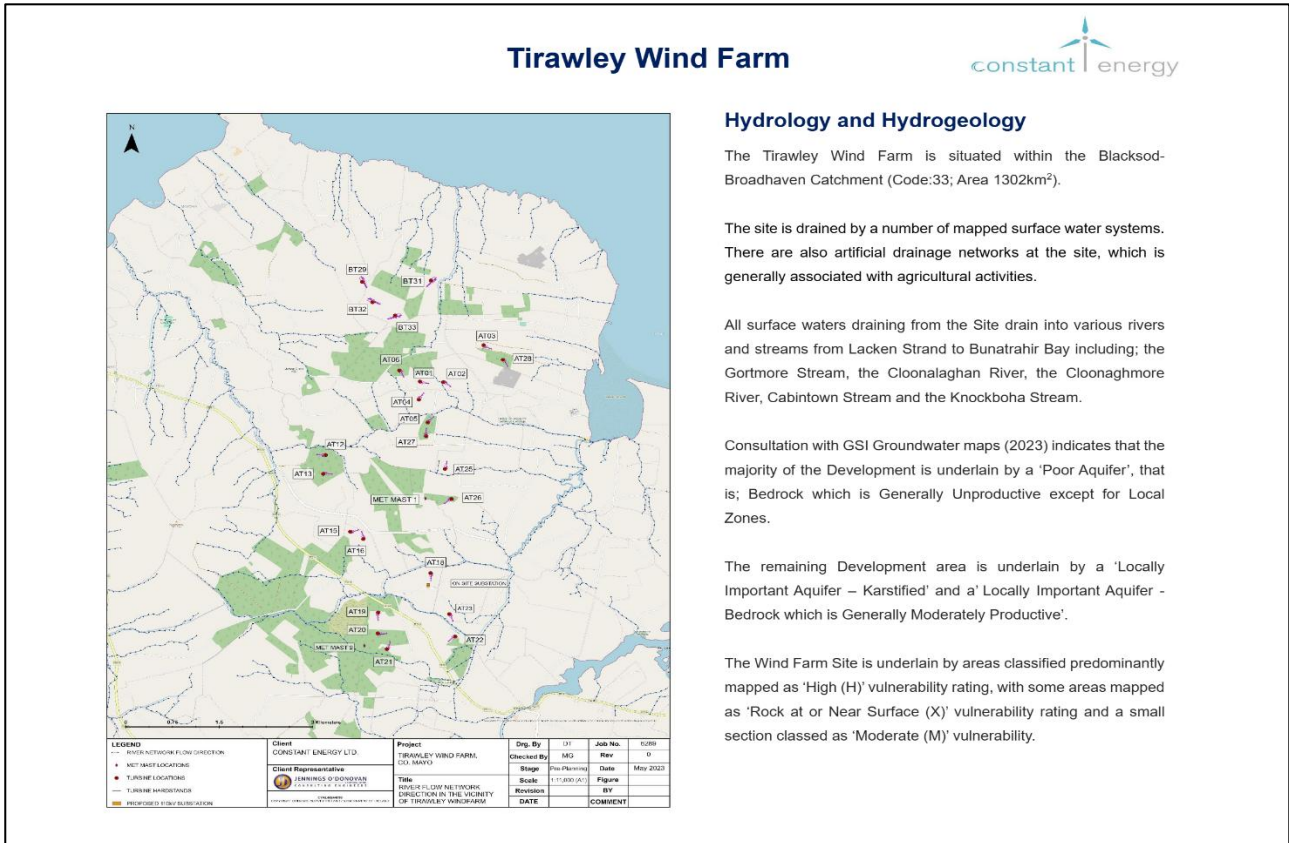 Tirawley Wind Farm
constant energy
N
BT29
BT31
BT32
BT33
AT03
AT28
AT06
AT01
AT02
AT04
AT05
AT27
AT12
AT13
AT25
MET MAST 1
AT26
AT15
AT16
AT18
AT19
AT23
AT20
AT22
AT21
0 0.75 1.5
LEGEND
RIVER NETWORK FLOW DIRECTION
MET MAST LOCATIONS
TURBINE LOCATIONS
TURBINE HARDSTANDS
PROPOSED 110kV SUBSTATION
Client
CONSTANT ENERGY LTD.
Client Representative
JENNINGS O'DONOVAN
CONSULTING ENGINEERS
Project
TIRAWLEY WIND FARM,
CO. MAYO
Title
RIVER FLOW NETWORK
DIRECTION IN THE VICINITY
OF TIRAWLEY WINDFARM
Drg. By DT Job No.
Checked By MG Rev 0
Stage Pre-Planning Date May 2023
Scale Figure
Revision BY
DATE COMMENT
Hydrology and Hydrogeology
The Tirawley Wind Farm is situated within the Blacksod-
Broadhaven Catchment (Code:33; Area 1302km²).
The site is drained by a number of mapped surface water systems.
There are also artificial drainage networks at the site, which is
generally associated with agricultural activities.
All surface waters draining from the Site drain into various rivers
and streams from Lacken Strand to Bunatrahir Bay including; the
Gortmore Stream, the Cloonalaghan River, the Cloonaghmore
River, Cabintown Stream and the Knockboha Stream.
Consultation with GSI Groundwater maps (2023) indicates that the
majority of the Development is underlain by a ‘Poor Aquifer’, that
is; Bedrock which is Generally Unproductive except for Local
Zones.
The remaining Development area is underlain by a ‘Locally
Important Aquifer – Karstified’ and a’ Locally Important Aquifer -
Bedrock which is Generally Moderately Productive’.
The Wind Farm Site is underlain by areas classified predominantly
mapped as ‘High (H)’ vulnerability rating, with some areas mapped
as ‘Rock at or Near Surface (X)’ vulnerability rating and a small
section classed as ‘Moderate (M)’ vulnerability.